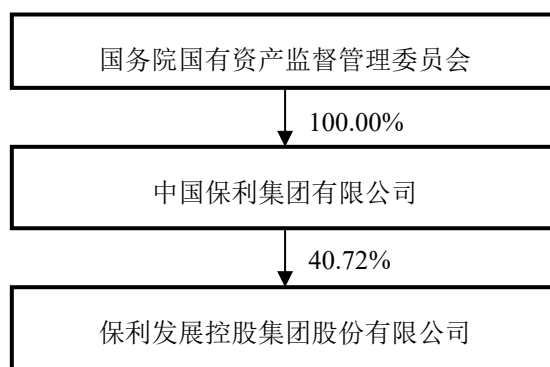 国务院国有资产监督管理委员会
100.00%
中国保利集团有限公司
40.72%
保利发展控股集团股份有限公司